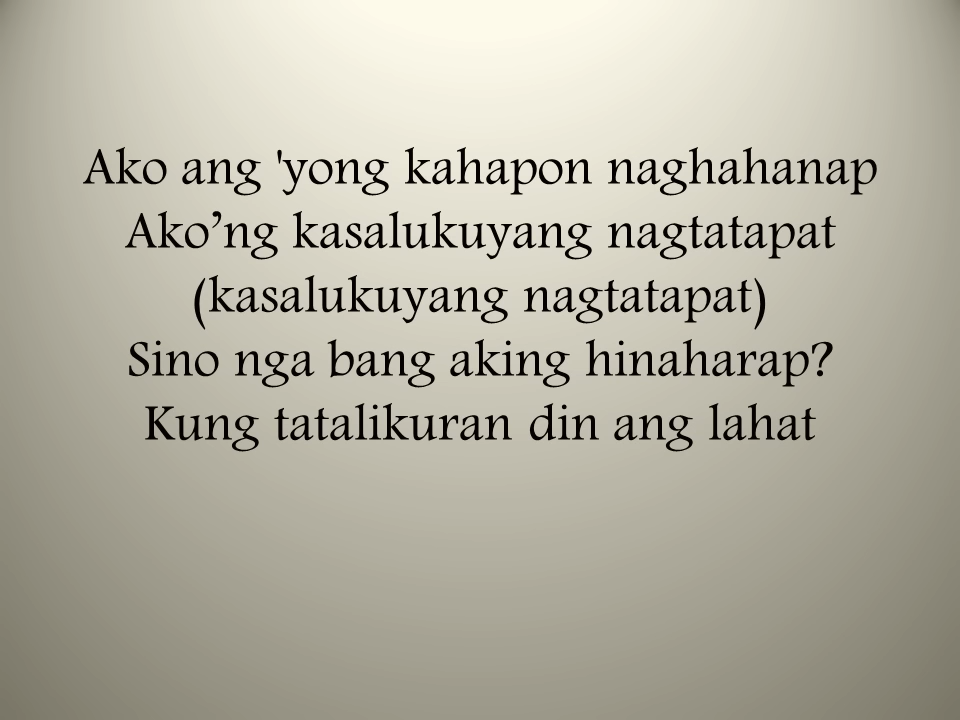 Ako ang 'yong kahapon naghahanap
Ako’ng kasalukuyang nagtatapat
(kasalukuyang nagtatapat)
Sino nga bang aking hinaharap?
Kung tatalikuran din ang lahat